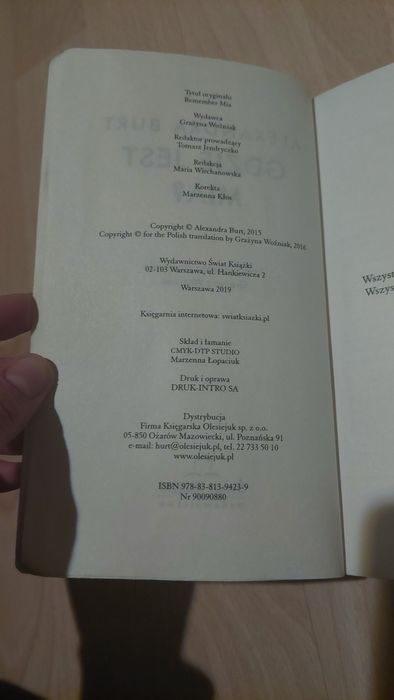 Tytuł oryginału
Remember Mia
Wydawca
Grażyna Woźniak
Redaktor prowadzący
Tomasz Jendryczko
Redakcja
Maria Wirchanowska
Korekta
Marzenna Kłos
Copyright © Alexandra Burt, 2015
Copyright © for the Polish translation by Grażyna Woźniak, 2016
Wydawnictwo Świat Książki
02-103 Warszawa, ul. Hankiewicza 2
Warszawa 2019
Księgarnia internetowa: swiatksiazki.pl
Skład i łamanie
CMYK-DTP STUDIO
Marzenna Łopaciuk
Druk i oprawa
DRUK-INTRO SA
Dystrybucja
Firma Księgarska Olesiejuk sp. z o.o.
05-850 Ożarów Mazowiecki, ul. Poznańska 91
e-mail: hurt@olesiejuk.pl, tel. 22 733 50 10
www.olesiejuk.pl
ISBN 978-83-813-9423-9
Nr 90090880
Wszyst
Wszys